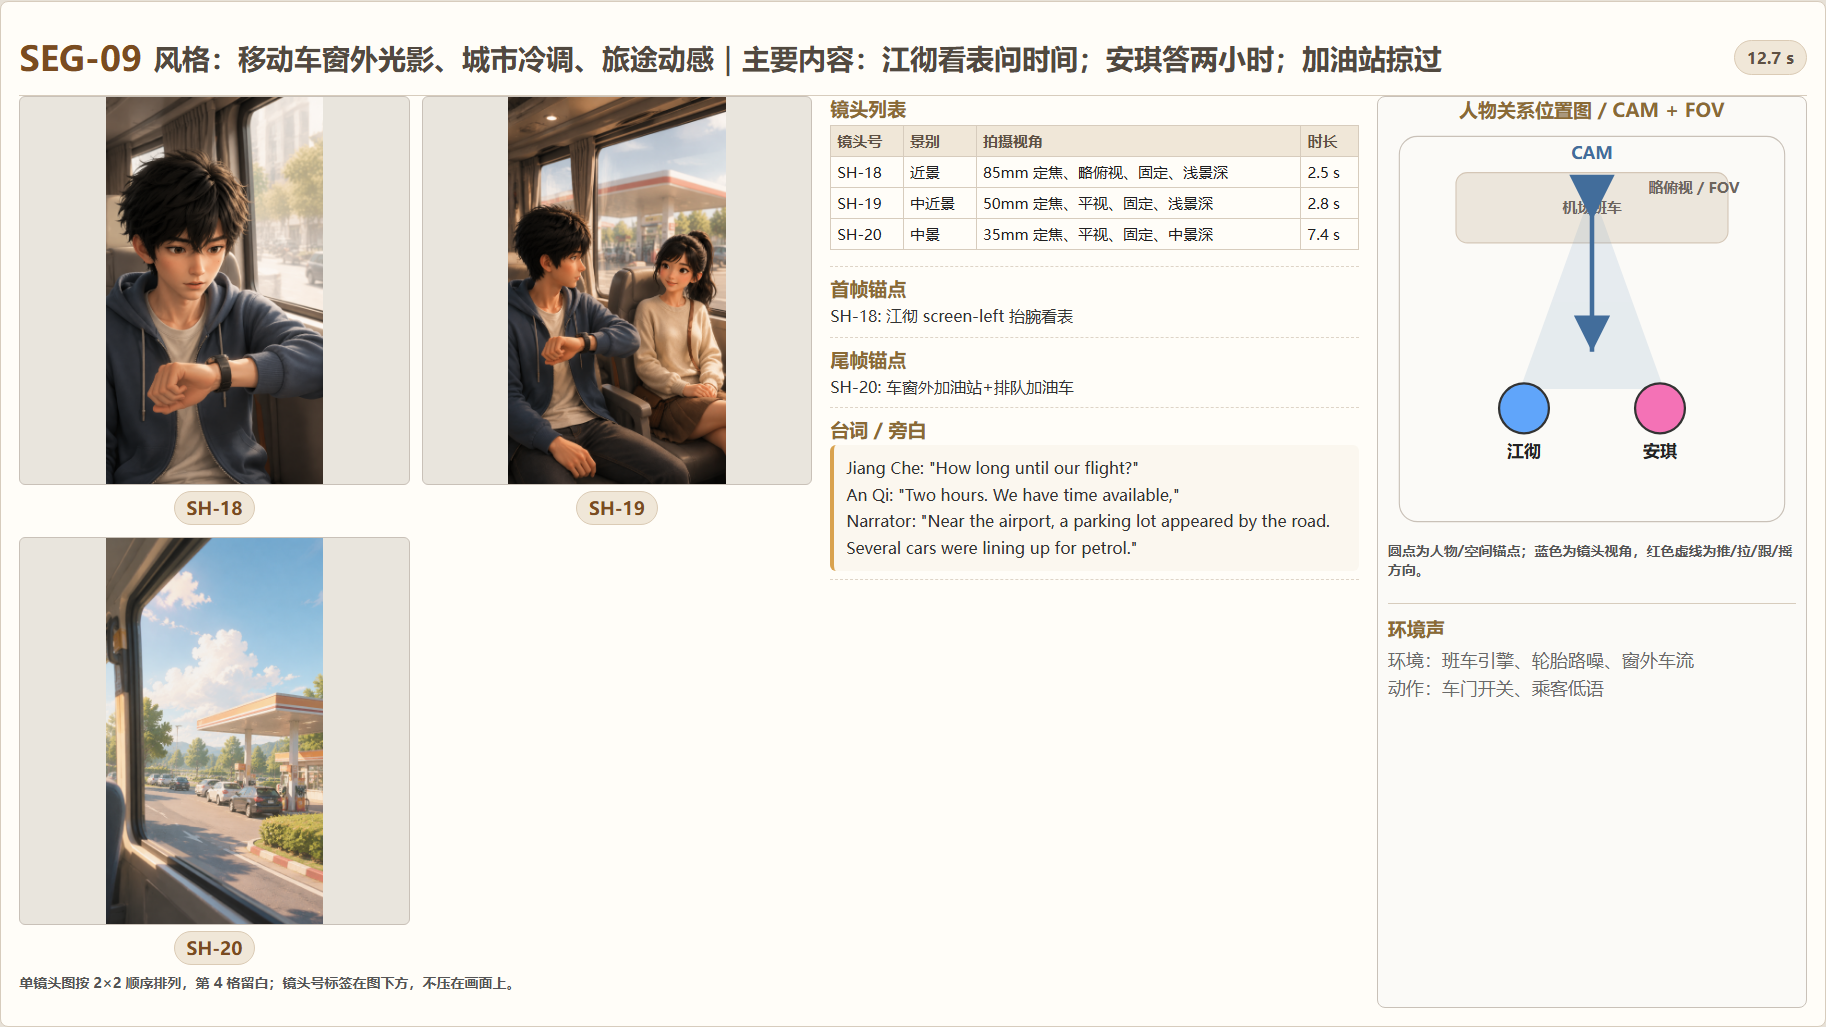 SEG-09 风格：移动车窗外光影、城市冷调、旅途动感 | 主要内容：江彻看表问时间；安琪答两小时；加油站掠过
12.7 s
SH-18
SH-19
SH-20
单镜头图按 2×2 顺序排列，第 4 格留白；镜头号标签在图下方，不压在画面上。
镜头列表
镜头号 景别 拍摄视角 时长
SH-18 近景 85mm 定焦、略俯视、固定、浅景深 2.5 s
SH-19 中近景 50mm 定焦、平视、固定、浅景深 2.8 s
SH-20 中景 35mm 定焦、平视、固定、中景深 7.4 s
首帧锚点
SH-18: 江彻 screen-left 抬腕看表
尾帧锚点
SH-20: 车窗外加油站+排队加油车
台词 / 旁白
Jiang Che: "How long until our flight?"
An Qi: "Two hours. We have time available,"
Narrator: "Near the airport, a parking lot appeared by the road.
Several cars were lining up for petrol."
人物关系位置图 / CAM + FOV
CAM
略俯视 / FOV
机场班车
江彻
安琪
圆点为人物/空间锚点；蓝色为镜头视角，红色虚线为推/拉/跟/摇
方向。
环境声
环境：班车引擎、轮胎路噪、窗外车流
动作：车门开关、乘客低语